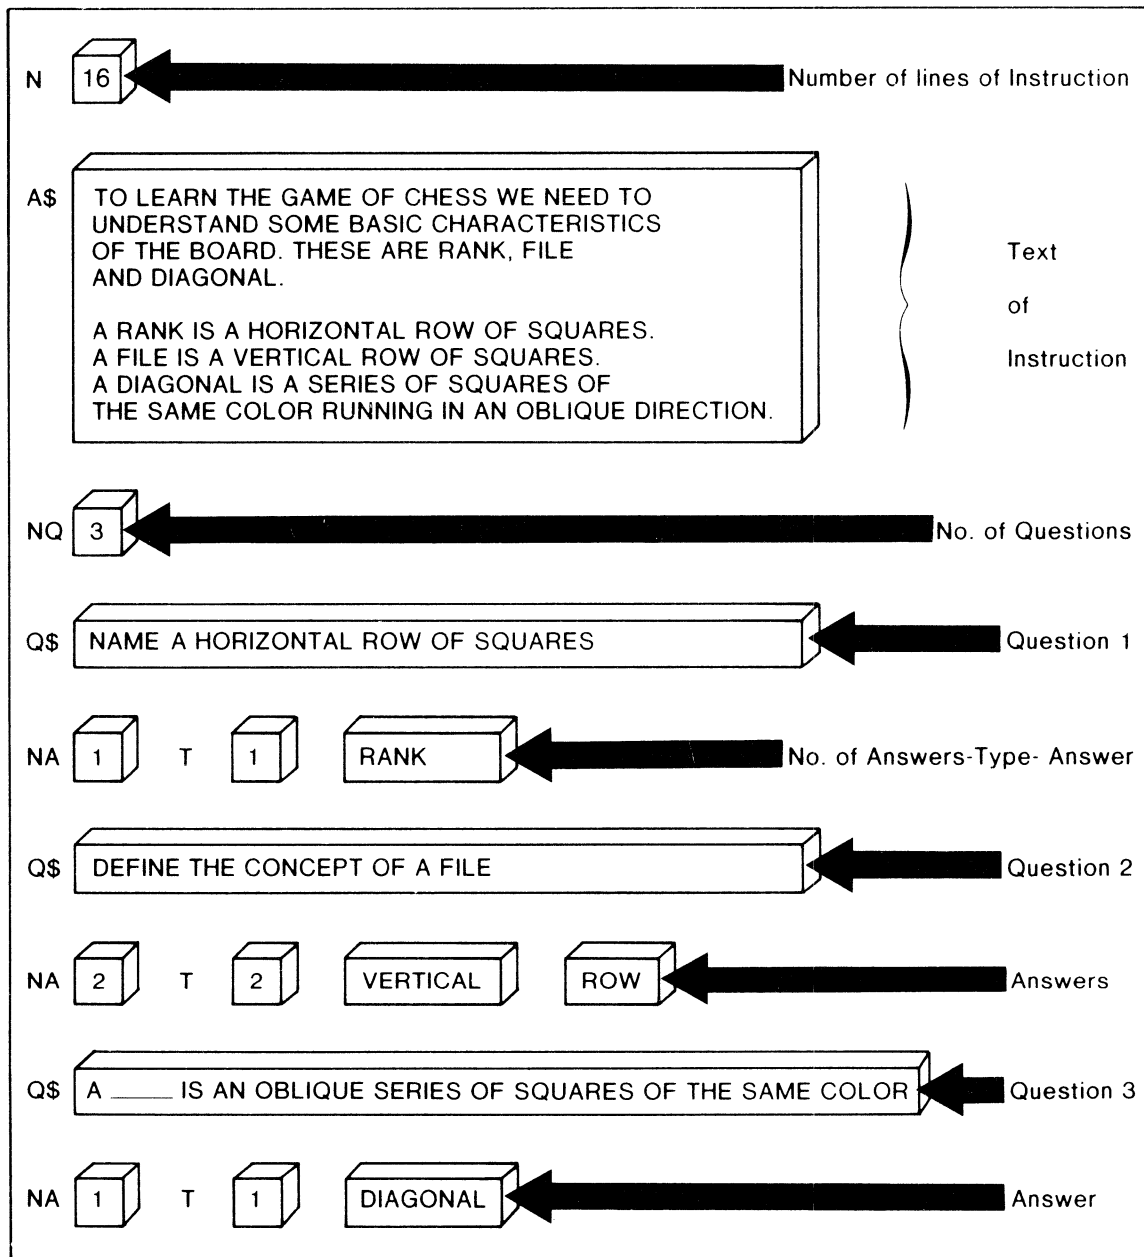 N 16 Number of lines of Instruction
A$ TO LEARN THE GAME OF CHESS WE NEED TO
UNDERSTAND SOME BASIC CHARACTERISTICS
OF THE BOARD. THESE ARE RANK, FILE
AND DIAGONAL.
A RANK IS A HORIZONTAL ROW OF SQUARES.
A FILE IS A VERTICAL ROW OF SQUARES.
A DIAGONAL IS A SERIES OF SQUARES OF
THE SAME COLOR RUNNING IN AN OBLIQUE DIRECTION.
Text
of
Instruction
NQ 3 No. of Questions
Q$ NAME A HORIZONTAL ROW OF SQUARES Question 1
NA 1 T 1 RANK No. of Answers-Type- Answer
Q$ DEFINE THE CONCEPT OF A FILE Question 2
NA 2 T 2 VERTICAL ROW Answers
Q$ A _____ IS AN OBLIQUE SERIES OF SQUARES OF THE SAME COLOR Question 3
NA 1 T 1 DIAGONAL Answer